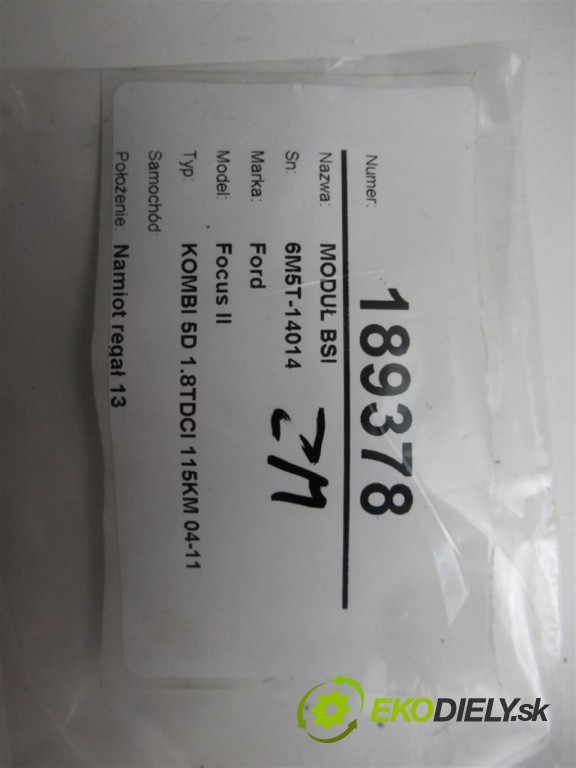 Numer: 189378
Nazwa: MODUŁ BSI
Sn: 6M5T-14014
Marka: Ford
Model: Focus II
Typ: KOMBI 5D 1.8TDCI 115KM 04-11
Samochód:
Położenie: Namiot regał 13
EKODIELY.sk